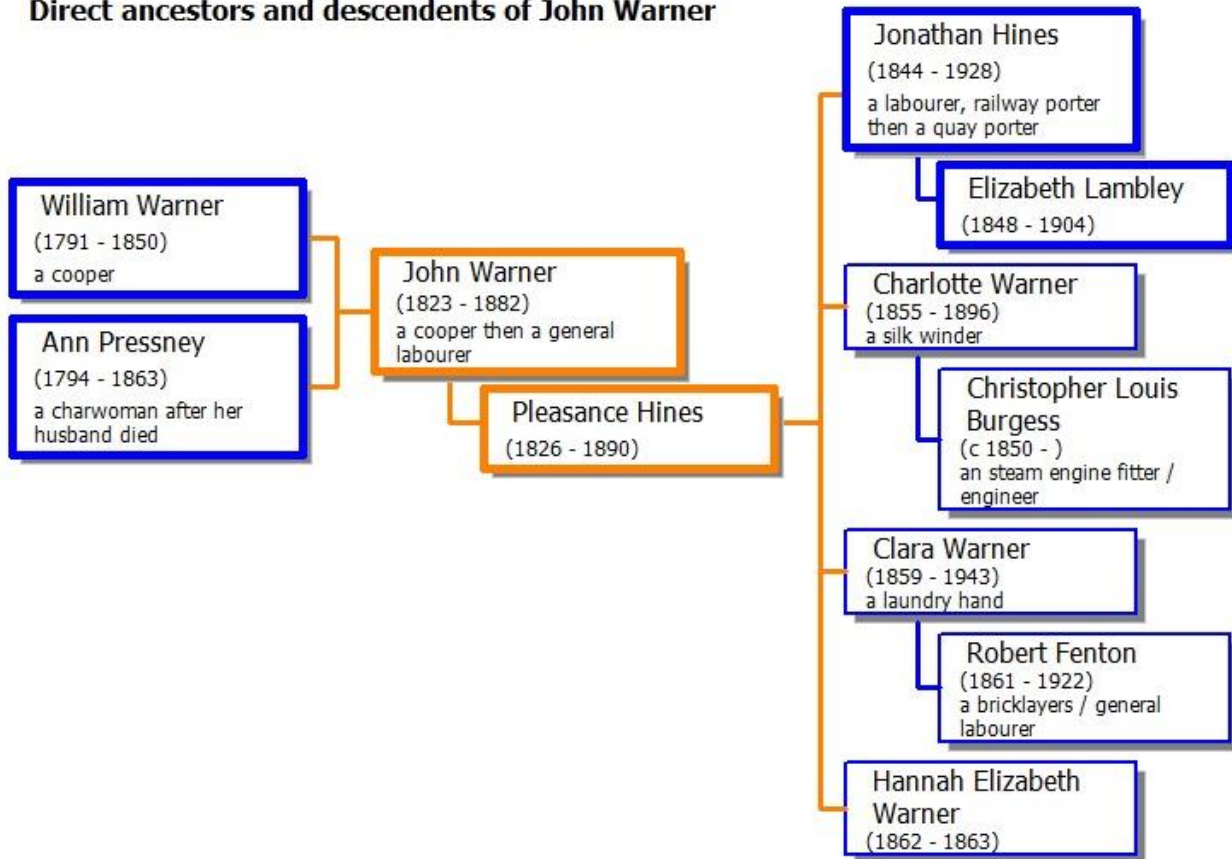 Direct ancestors and descendents of John Warner
William Warner
(1791 - 1850)
a cooper
Ann Pressney
(1794 - 1863)
a charwoman after her
husband died
John Warner
(1823 - 1882)
a cooper then a general
labourer
Pleasance Hines
(1826 - 1890)
Jonathan Hines
(1844 - 1928)
a labourer, railway porter
then a quay porter
Elizabeth Lambley
(1848 - 1904)
Charlotte Warner
(1855 - 1896)
a silk winder
Christopher Louis
Burgess
(c 1850 - )
an steam engine fitter /
engineer
Clara Warner
(1859 - 1943)
a laundry hand
Robert Fenton
(1861 - 1922)
a bricklayers / general
labourer
Hannah Elizabeth
Warner
(1862 - 1863)